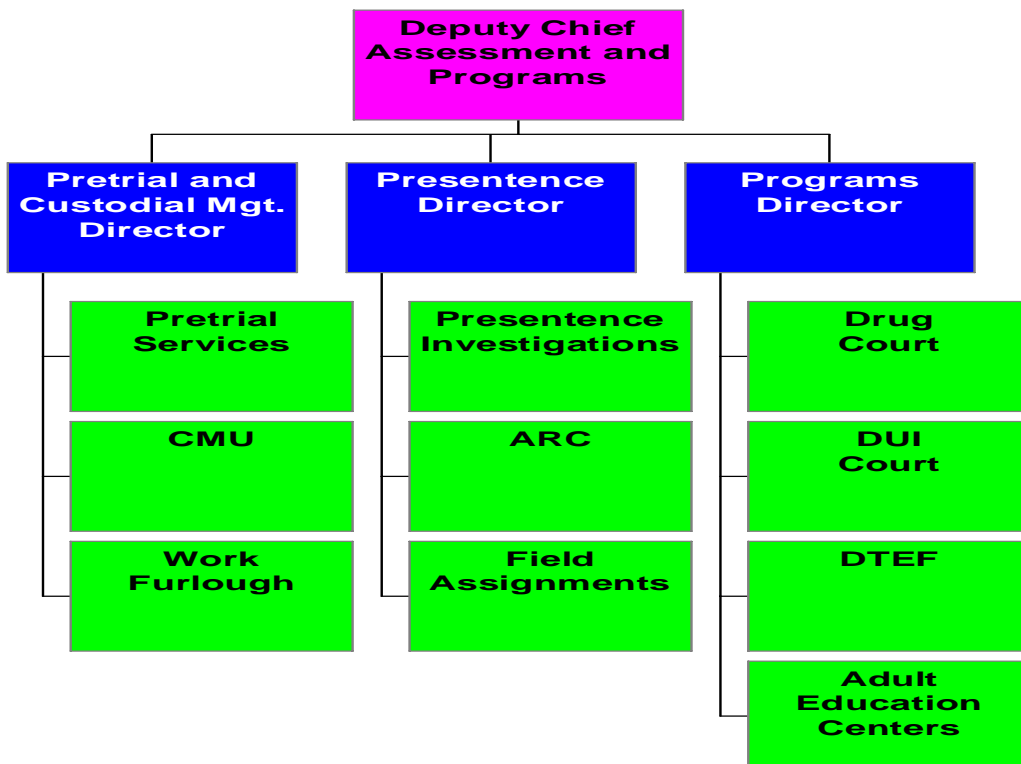 Deputy Chief
Assessment and
Programs
Pretrial and
Custodial Mgt.
Director
Pretrial
Services
CMU
Work
Furlough
Presentence
Director
Presentence
Investigations
ARC
Field
Assignments
Programs
Director
Drug
Court
DUI
Court
DTEF
Adult
Education
Centers